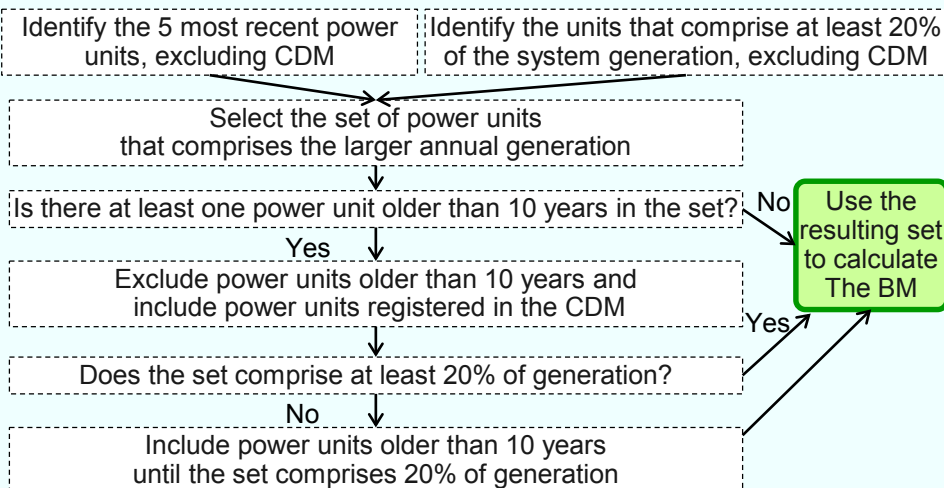 Identify the 5 most recent power
units, excluding CDM
Identify the units that comprise at least 20%
of the system generation, excluding CDM
Select the set of power units
that comprises the larger annual generation
Is there at least one power unit older than 10 years in the set?
No
Use the
resulting set
to calculate
The BM
Yes
Exclude power units older than 10 years and
include power units registered in the CDM
Yes
Does the set comprise at least 20% of generation?
No
Include power units older than 10 years
until the set comprises 20% of generation